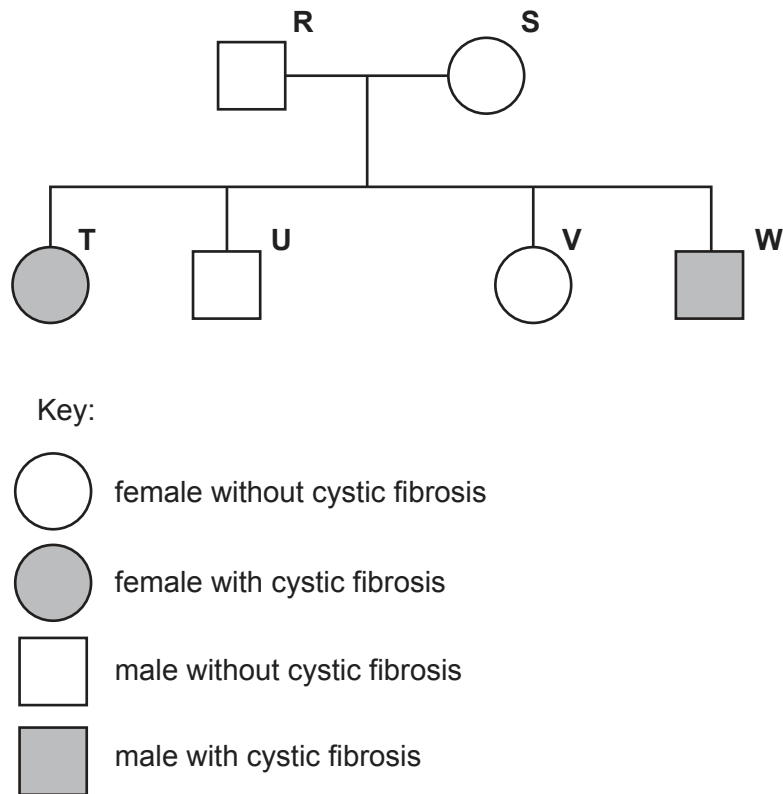 R S
T U V W
Key:
female without cystic fibrosis
female with cystic fibrosis
male without cystic fibrosis
male with cystic fibrosis